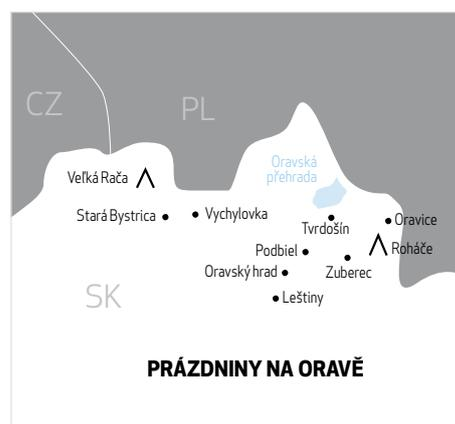 CZ
PL
Oravská
přehrada
Veľká Rača
Stará Bystrica
Vychylovka
Tvrdošín
Oravice
Roháče
Podbiel
Zuberec
Oravský hrad
Leštiny
SK
PRÁZDNINY NA ORAVĚ